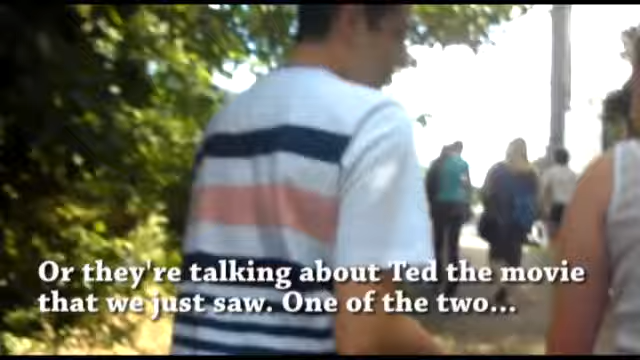 Or they're talking about Ted the movie
that we just saw. One of the two...